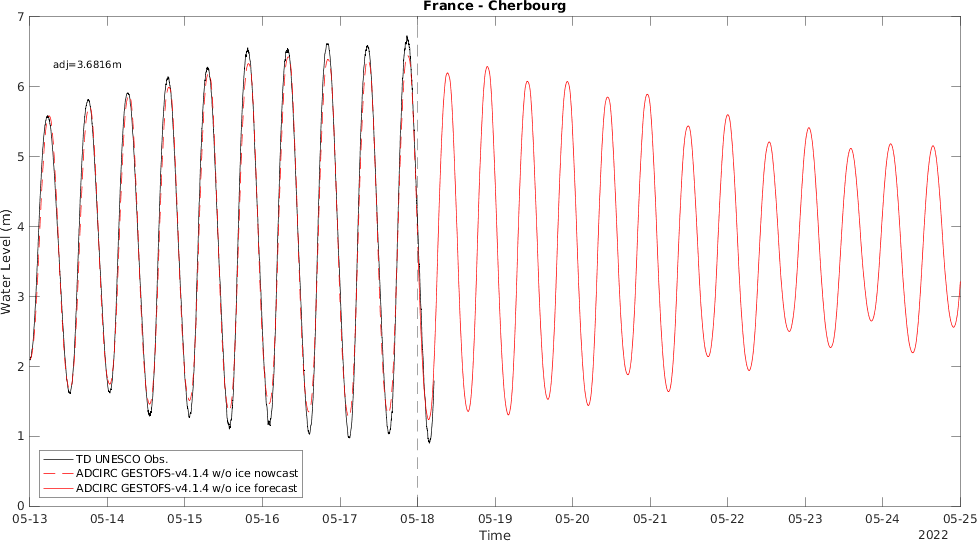 France - Cherbourg
7
adj=3.6816m
6
5
4
3
2
1
0
Water Level (m)
TD UNESCO Obs.
ADCIRC GESTOFS-v4.1.4 w/o ice nowcast
ADCIRC GESTOFS-v4.1.4 w/o ice forecast
05-13 05-14 05-15 05-16 05-17 05-18 05-19 05-20 05-21 05-22 05-23 05-24 05-25
Time
2022